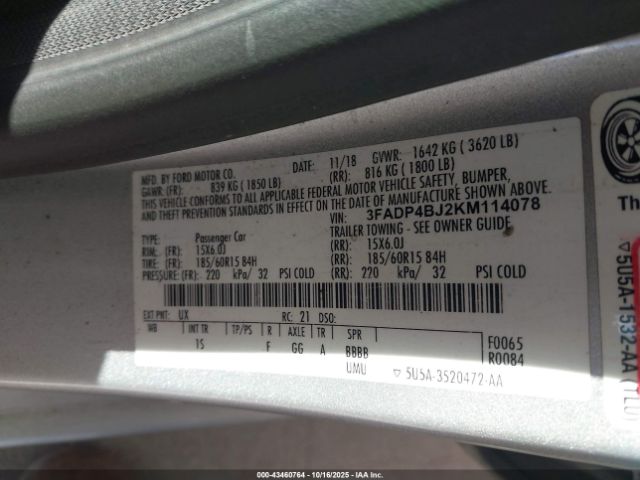 MFD. BY FORD MOTOR CO. DATE: 11/18 GVWR: 1642 KG ( 3620 LB)
GAWR: (FR): 839 KG ( 1850 LB) (RR): 816 KG ( 1800 LB)
THIS VEHICLE CONFORMS TO ALL APPLICABLE FEDERAL MOTOR VEHICLE SAFETY, BUMPER,
AND THEFT PREVENTION STANDARDS IN EFFECT ON THE DATE OF MANUFACTURE SHOWN ABOVE.
VIN: 3FADP4BJ2KM114078
TYPE: Passenger Car TRAILER TOWING - SEE OWNERS GUIDE
RIM: (FR): 15X6.0J (RR): 15X6.0J
TIRE: (FR): 185/60R15 84H (RR): 185/60R15 84H
PRESSURE: (FR): 220 kPa/ 32 PSI COLD (RR): 220 kPa/ 32 PSI COLD
EXT PNT: UX RC: 21 DSO:
WB INT TR TP/PS R AXLE TR SPR F0065
1S F GG A BBBB R0084
UMU ▽ 5U5A-3520472-AA
Th
▽ 5U5A-1532-AA (TLU)
000-43460764 | 10/16/2025 | IAAI.com